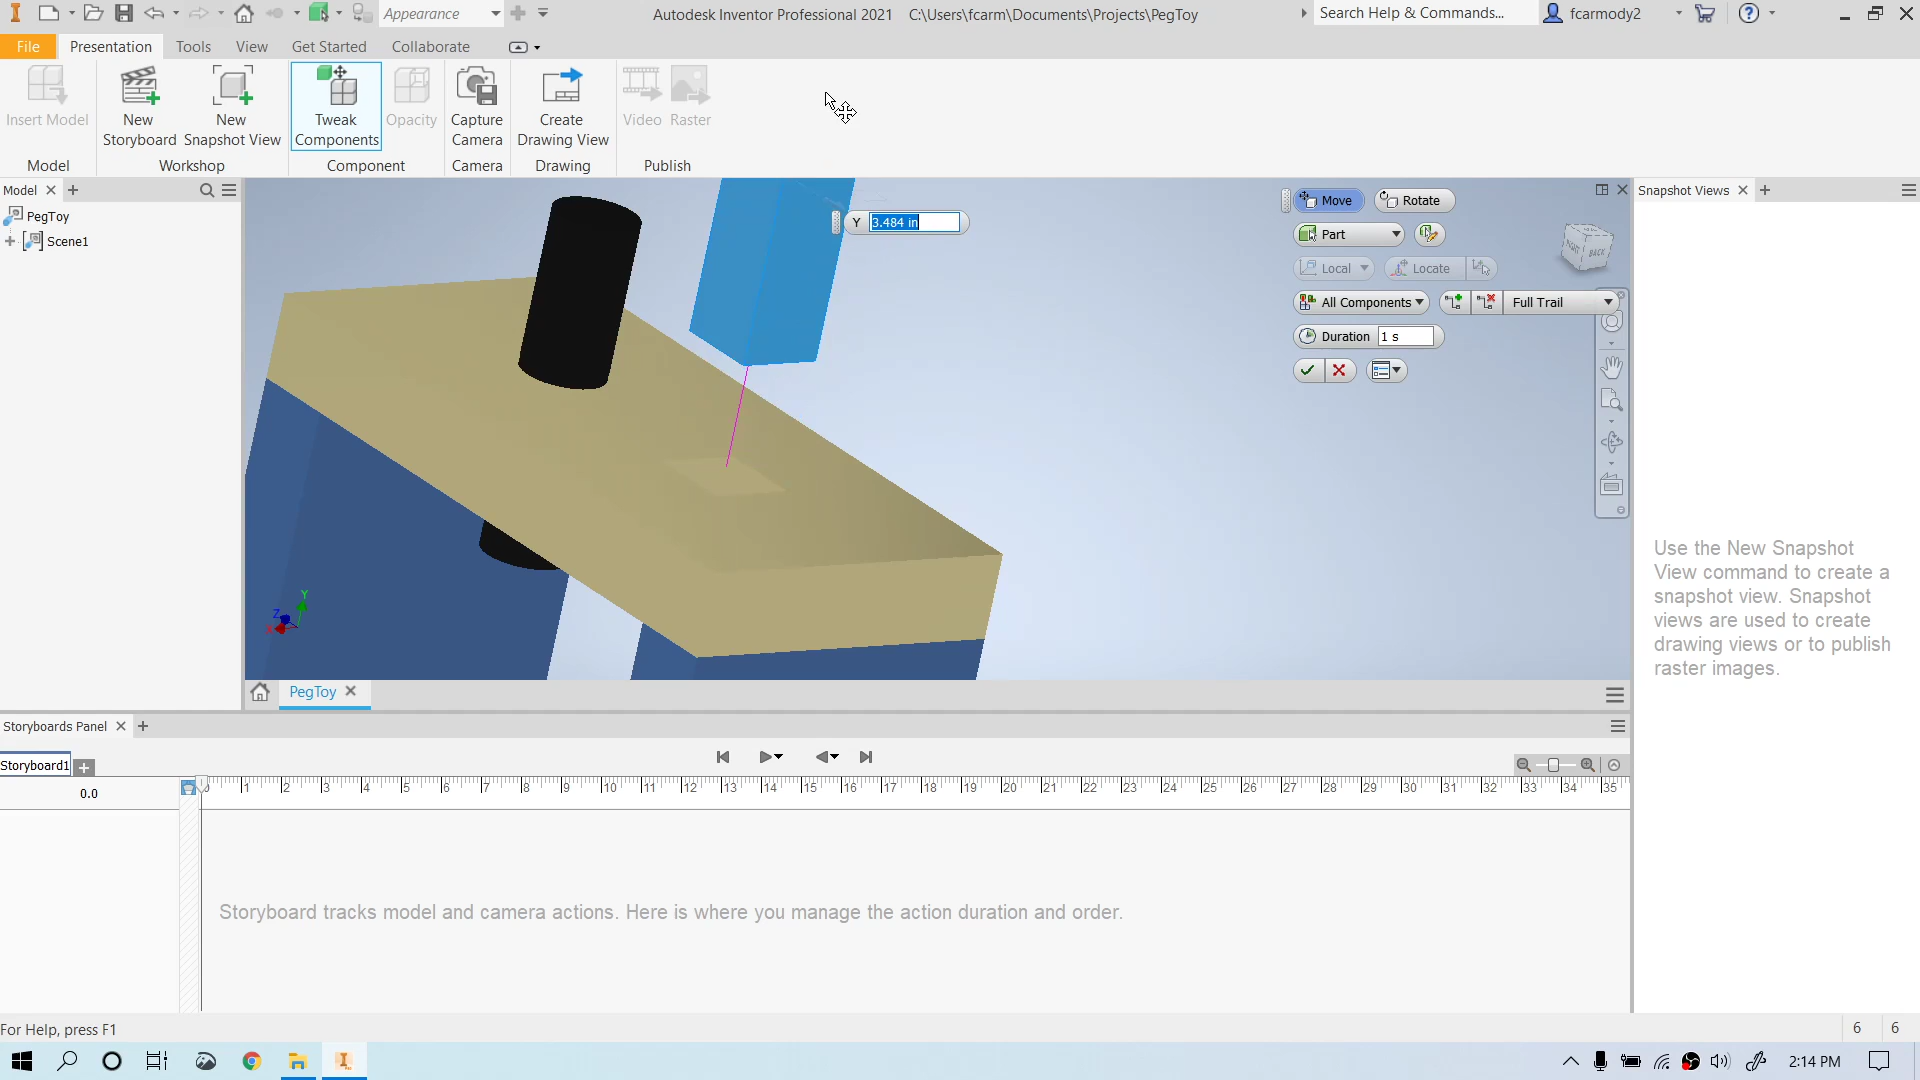 Appearance
Autodesk Inventor Professional 2021 C:\Users\fcarm\Documents\Projects\PegToy
Search Help & Commands...
fcarmody2
File Presentation Tools View Get Started Collaborate
Insert Model
New
Storyboard
New
Snapshot View
Tweak
Components
Opacity
Capture
Camera
Create
Drawing View
Video Raster
Model Workshop Component Camera Drawing Publish
Model
PegToy
Scene1
Y 3.484 in
Move Rotate
Part
Local Locate
All Components Full Trail
Duration 1 s
RIGHT BACK
Y
Z
X
PegToy
Snapshot Views
Use the New Snapshot
View command to create a
snapshot view. Snapshot
views are used to create
drawing views or to publish
raster images.
Storyboards Panel
Storyboard1
0.0
0 1 2 3 4 5 6 7 8 9 10 11 12 13 14 15 16 17 18 19 20 21 22 23 24 25 26 27 28 29 30 31 32 33 34 35
Storyboard tracks model and camera actions. Here is where you manage the action duration and order.
For Help, press F1
6 6
2:14 PM